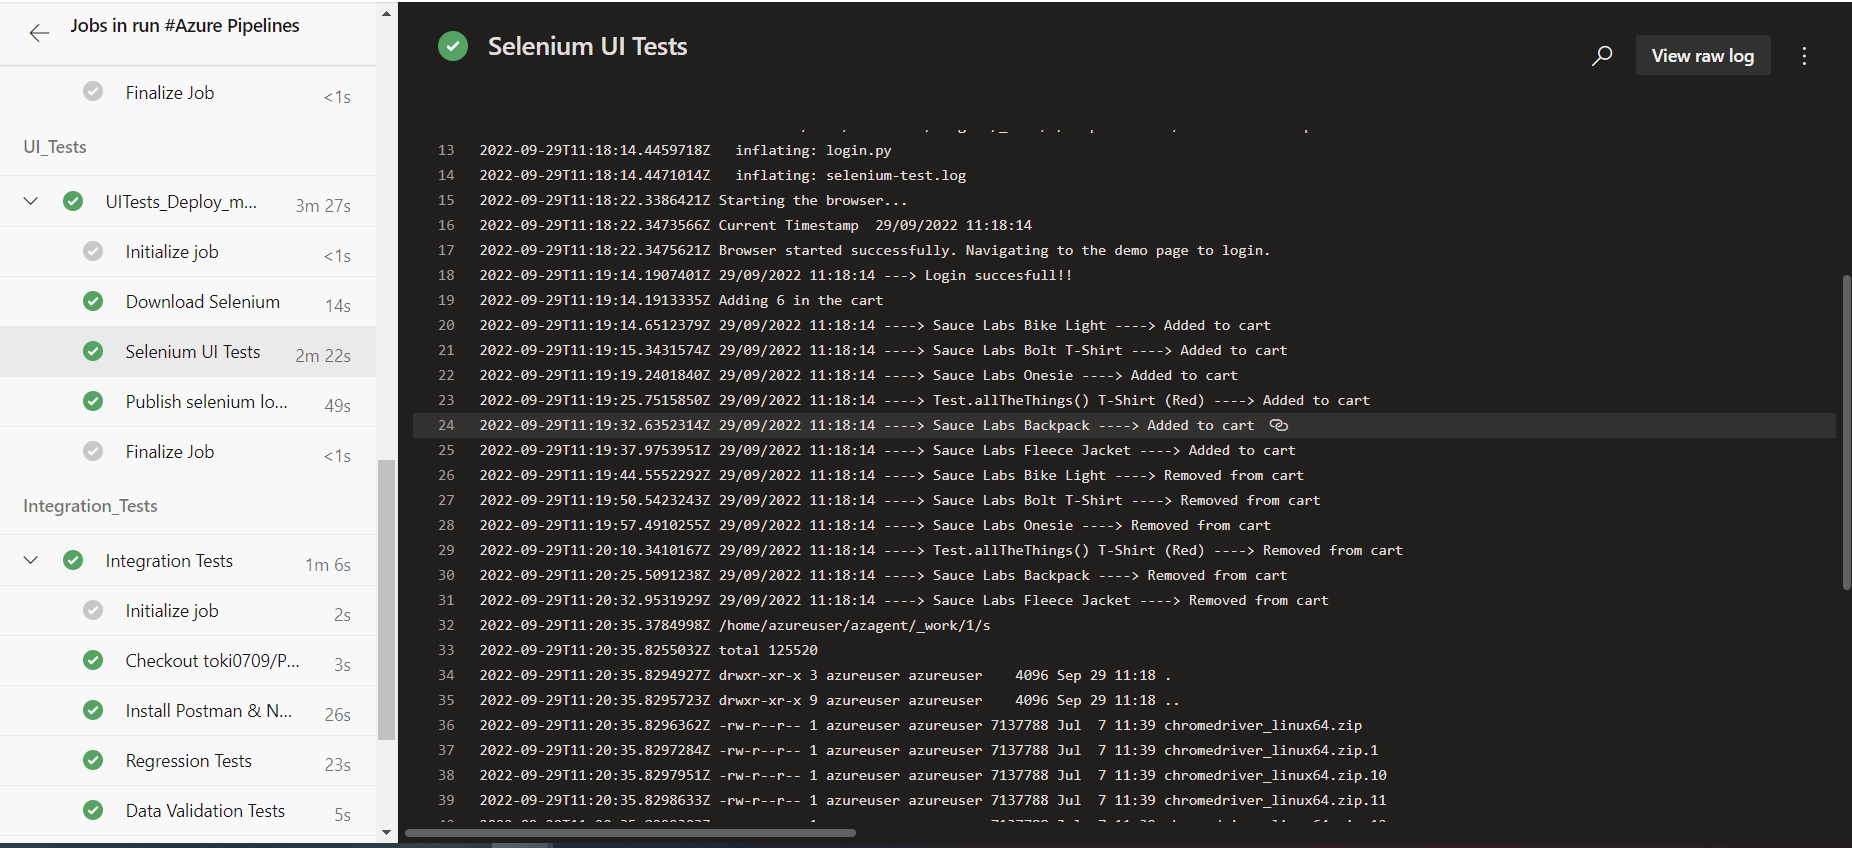 Jobs in run #Azure Pipelines
Finalize Job <1s
UI_Tests
UITests_Deploy_m... 3m 27s
Initialize job <1s
Download Selenium 14s
Selenium UI Tests 2m 22s
Publish selenium lo... 49s
Finalize Job <1s
Integration_Tests
Integration Tests 1m 6s
Initialize job 2s
Checkout toki0709/P... 3s
Install Postman & N... 26s
Regression Tests 23s
Data Validation Tests 5s
Selenium UI Tests
View raw log
13 2022-09-29T11:18:14.4459718Z   inflating: login.py
14 2022-09-29T11:18:14.4471014Z   inflating: selenium-test.log
15 2022-09-29T11:18:22.3386421Z Starting the browser...
16 2022-09-29T11:18:22.3473566Z Current Timestamp  29/09/2022 11:18:14
17 2022-09-29T11:18:22.3475621Z Browser started successfully. Navigating to the demo page to login.
18 2022-09-29T11:19:14.1907401Z 29/09/2022 11:18:14 ---> Login succesfull!!
19 2022-09-29T11:19:14.1913335Z Adding 6 in the cart
20 2022-09-29T11:19:14.6512379Z 29/09/2022 11:18:14 ----> Sauce Labs Bike Light ----> Added to cart
21 2022-09-29T11:19:15.3431574Z 29/09/2022 11:18:14 ----> Sauce Labs Bolt T-Shirt ----> Added to cart
22 2022-09-29T11:19:19.2401840Z 29/09/2022 11:18:14 ----> Sauce Labs Onesie ----> Added to cart
23 2022-09-29T11:19:25.7515850Z 29/09/2022 11:18:14 ----> Test.allTheThings() T-Shirt (Red) ----> Added to cart
24 2022-09-29T11:19:32.6352314Z 29/09/2022 11:18:14 ----> Sauce Labs Backpack ----> Added to cart
25 2022-09-29T11:19:37.9753951Z 29/09/2022 11:18:14 ----> Sauce Labs Fleece Jacket ----> Added to cart
26 2022-09-29T11:19:44.5552292Z 29/09/2022 11:18:14 ----> Sauce Labs Bike Light ----> Removed from cart
27 2022-09-29T11:19:50.5423243Z 29/09/2022 11:18:14 ----> Sauce Labs Bolt T-Shirt ----> Removed from cart
28 2022-09-29T11:19:57.4910255Z 29/09/2022 11:18:14 ----> Sauce Labs Onesie ----> Removed from cart
29 2022-09-29T11:20:10.3410167Z 29/09/2022 11:18:14 ----> Test.allTheThings() T-Shirt (Red) ----> Removed from cart
30 2022-09-29T11:20:25.5091238Z 29/09/2022 11:18:14 ----> Sauce Labs Backpack ----> Removed from cart
31 2022-09-29T11:20:32.9531929Z 29/09/2022 11:18:14 ----> Sauce Labs Fleece Jacket ----> Removed from cart
32 2022-09-29T11:20:35.3784998Z /home/azureuser/azagent/_work/1/s
33 2022-09-29T11:20:35.8255032Z total 125520
34 2022-09-29T11:20:35.8294927Z drwxr-xr-x 3 azureuser azureuser    4096 Sep 29 11:18 .
35 2022-09-29T11:20:35.8295723Z drwxr-xr-x 9 azureuser azureuser    4096 Sep 29 11:18 ..
36 2022-09-29T11:20:35.8296362Z -rw-r--r-- 1 azureuser azureuser 7137788 Jul  7 11:39 chromedriver_linux64.zip
37 2022-09-29T11:20:35.8297284Z -rw-r--r-- 1 azureuser azureuser 7137788 Jul  7 11:39 chromedriver_linux64.zip.1
38 2022-09-29T11:20:35.8297951Z -rw-r--r-- 1 azureuser azureuser 7137788 Jul  7 11:39 chromedriver_linux64.zip.10
39 2022-09-29T11:20:35.8298633Z -rw-r--r-- 1 azureuser azureuser 7137788 Jul  7 11:39 chromedriver_linux64.zip.11